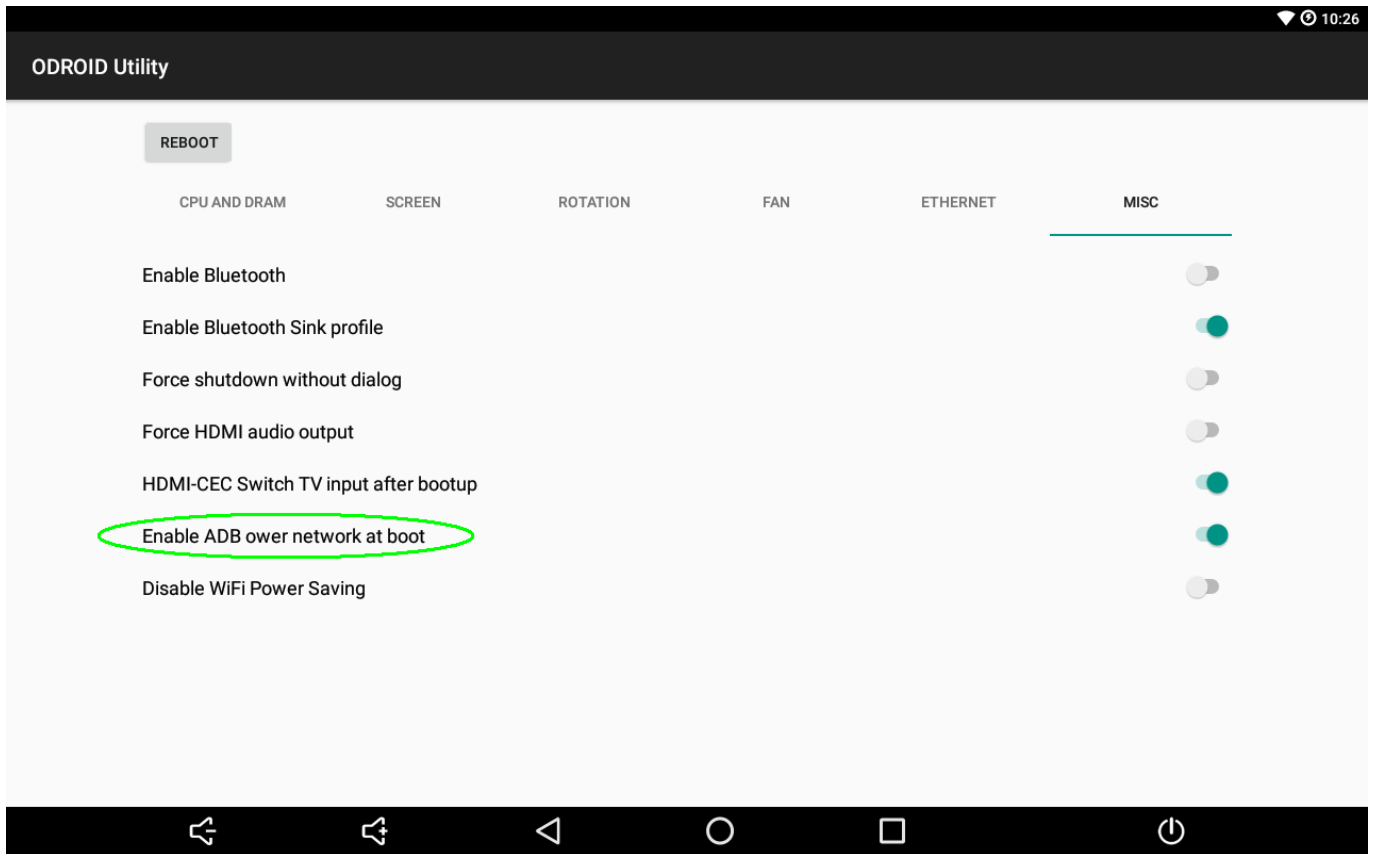 10:26
ODROID Utility
REBOOT
CPU AND DRAM SCREEN ROTATION FAN ETHERNET MISC
Enable Bluetooth
Enable Bluetooth Sink profile
Force shutdown without dialog
Force HDMI audio output
HDMI-CEC Switch TV input after bootup
Enable ADB ower network at boot
Disable WiFi Power Saving